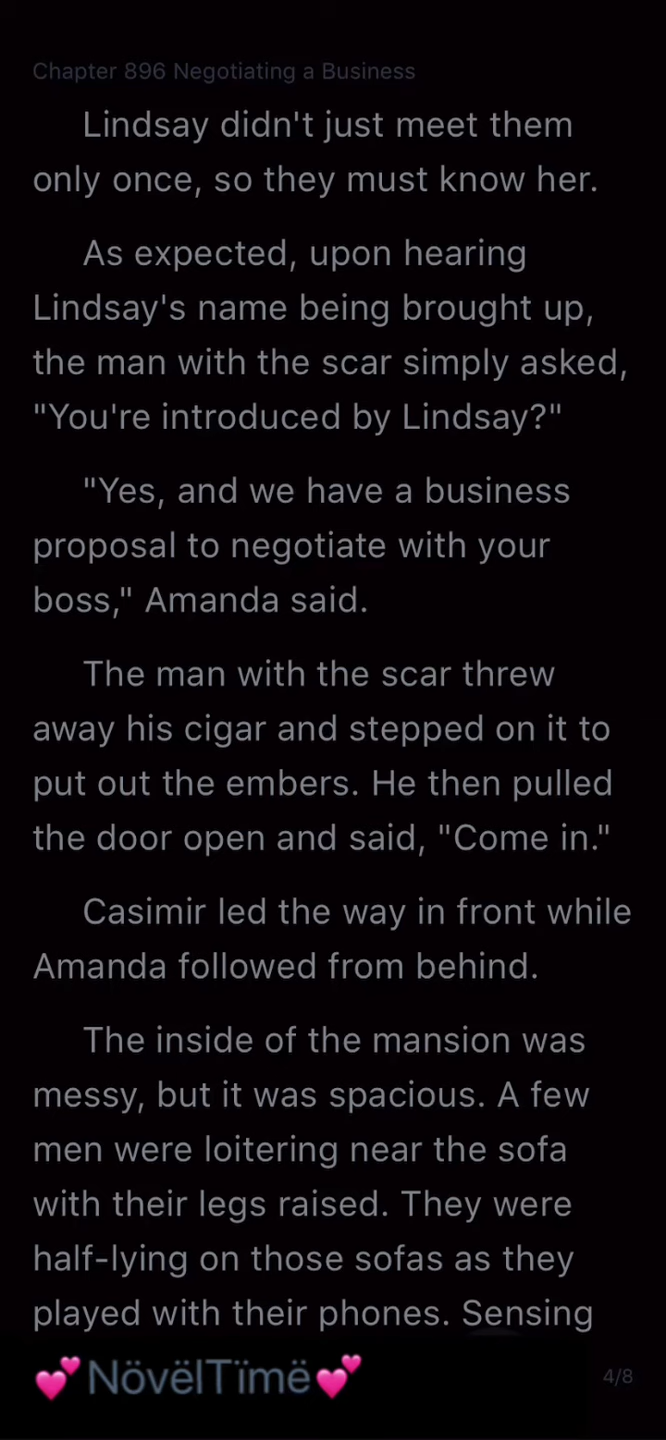 Chapter 896 Negotiating a Business
Lindsay didn't just meet them
only once, so they must know her.
As expected, upon hearing
Lindsay's name being brought up,
the man with the scar simply asked,
"You're introduced by Lindsay?"
"Yes, and we have a business
proposal to negotiate with your
boss," Amanda said.
The man with the scar threw
away his cigar and stepped on it to
put out the embers. He then pulled
the door open and said, "Come in."
Casimir led the way in front while
Amanda followed from behind.
The inside of the mansion was
messy, but it was spacious. A few
men were loitering near the sofa
with their legs raised. They were
half-lying on those sofas as they
played with their phones. Sensing
💕NövëlTïmë💕
4/8